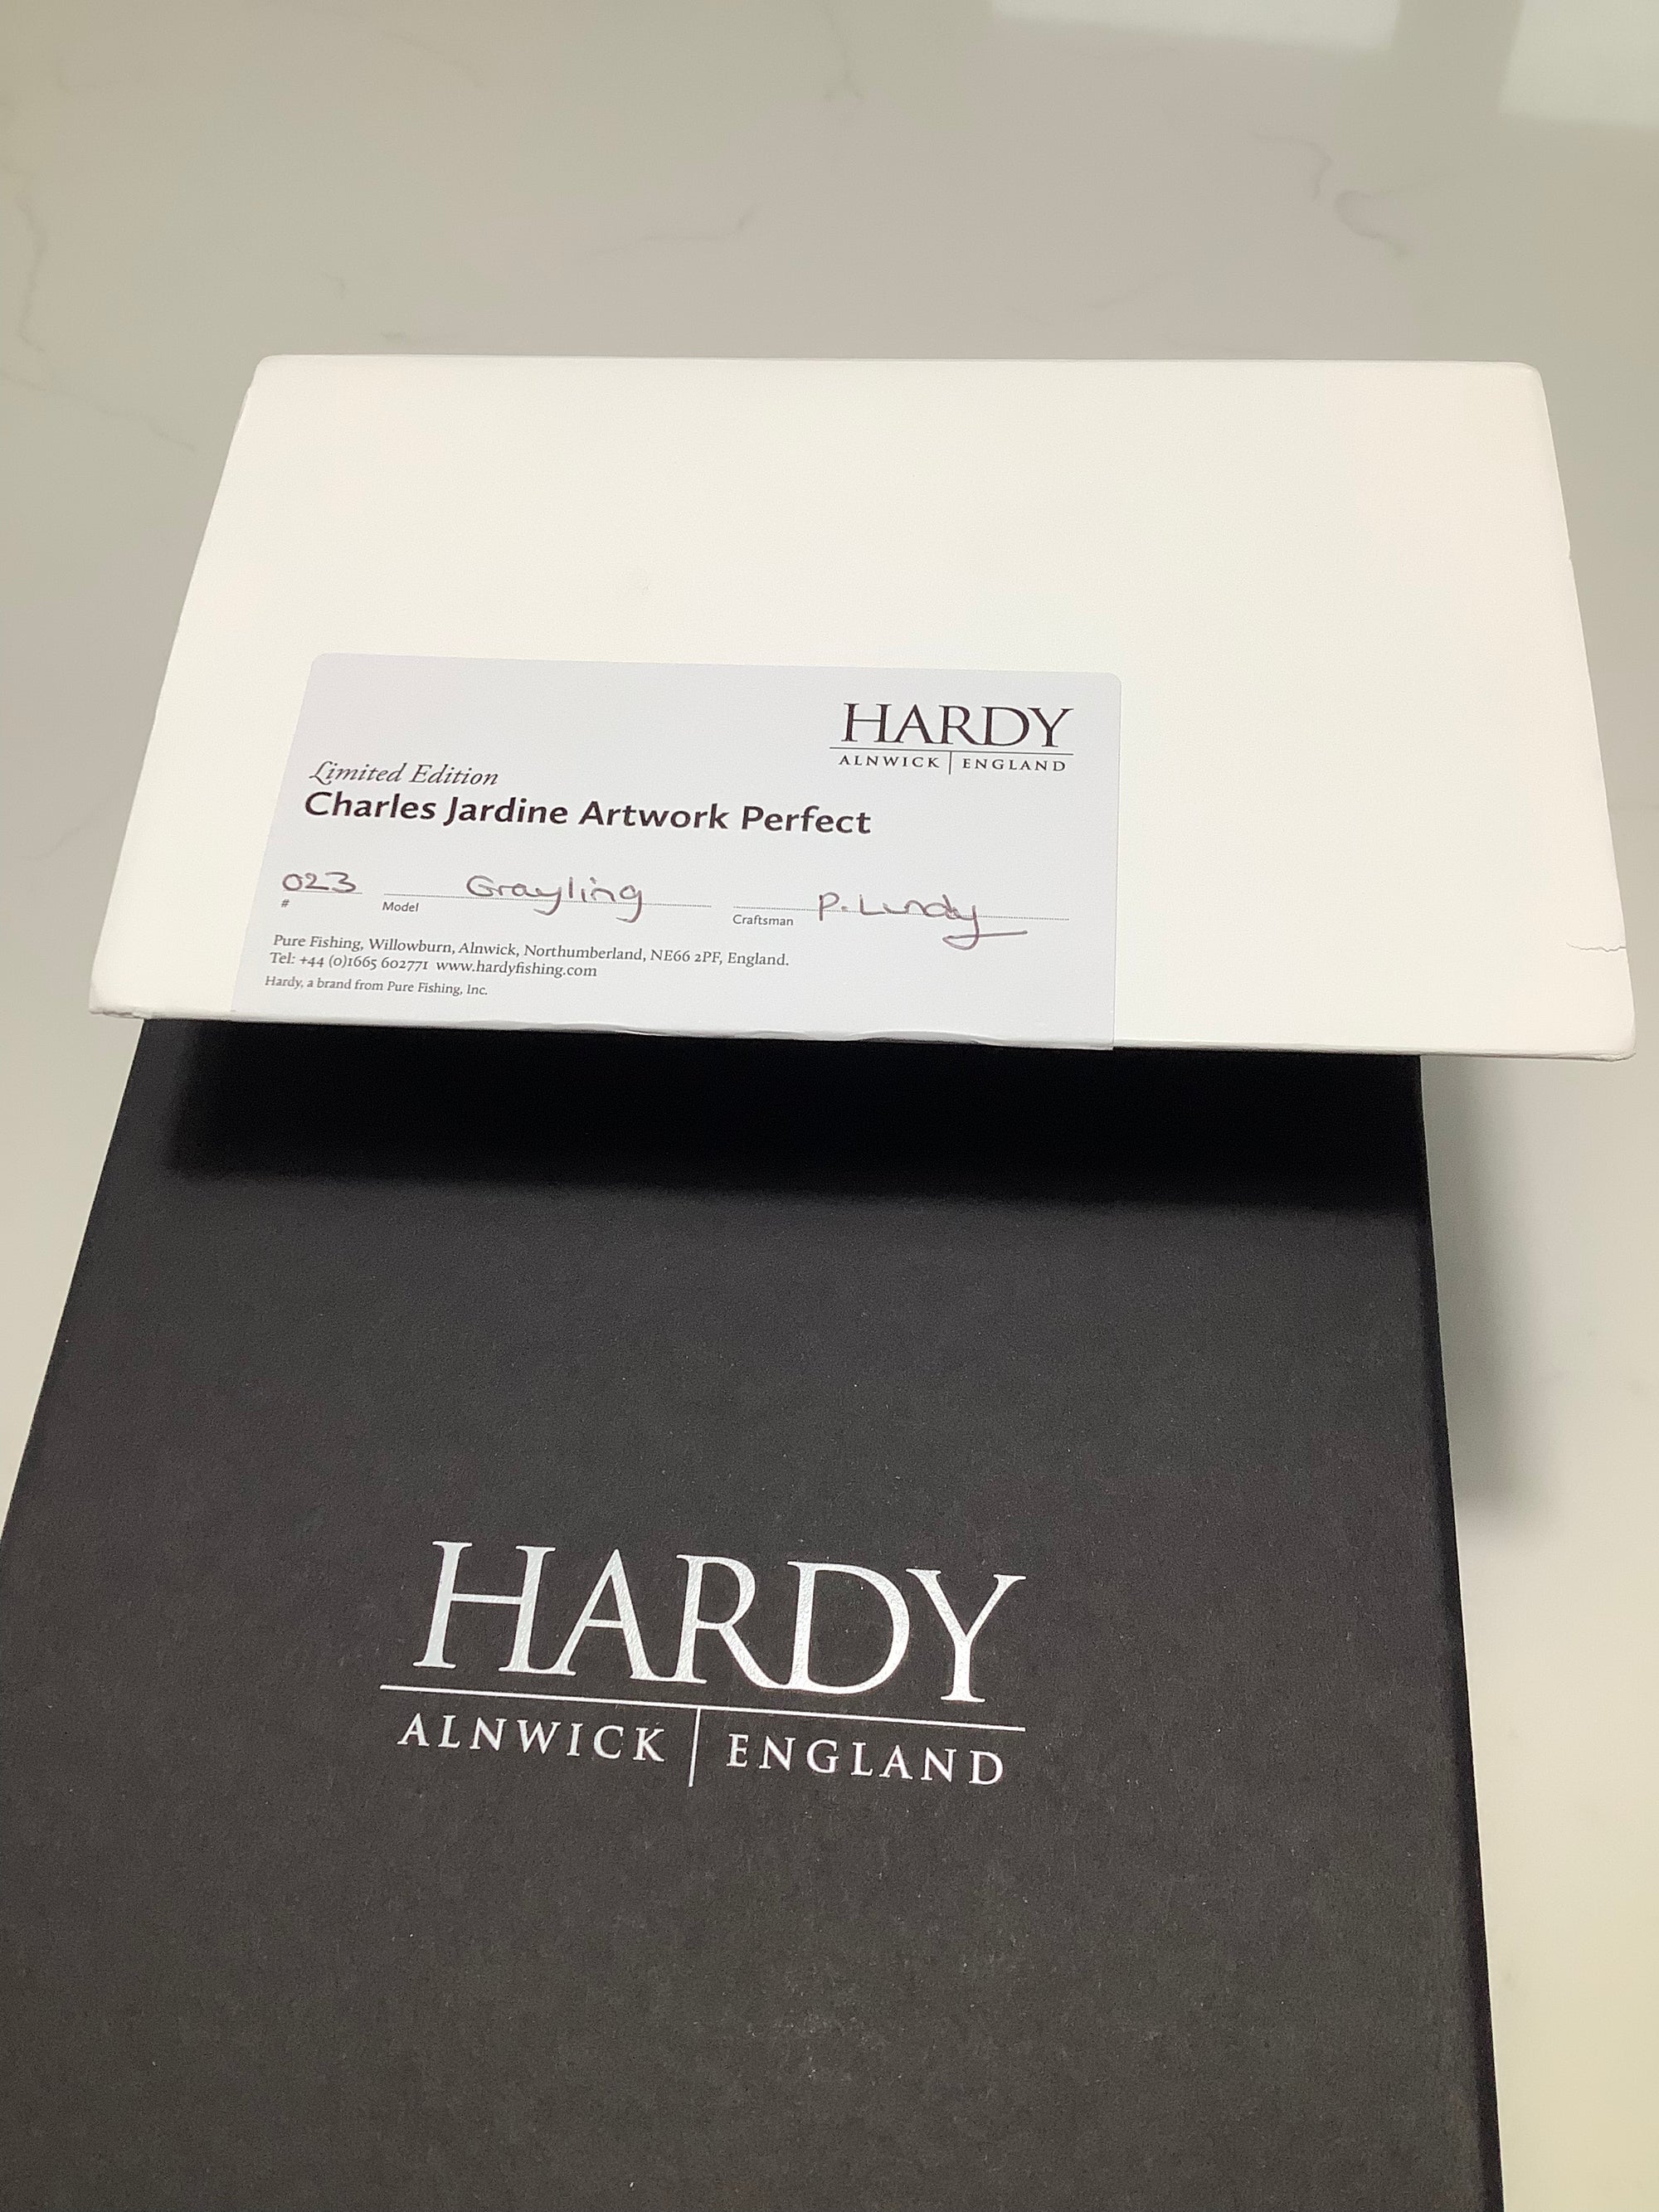 HARDY
ALNWICK | ENGLAND
Limited Edition
Charles Jardine Artwork Perfect
023 Grayling P. Lundy
# Model Craftsman
Pure Fishing, Willowburn, Alnwick, Northumberland, NE66 2PF, England.
Tel: +44 (0)1665 602771 www.hardyfishing.com
Hardy, a brand from Pure Fishing, Inc.
HARDY
ALNWICK | ENGLAND